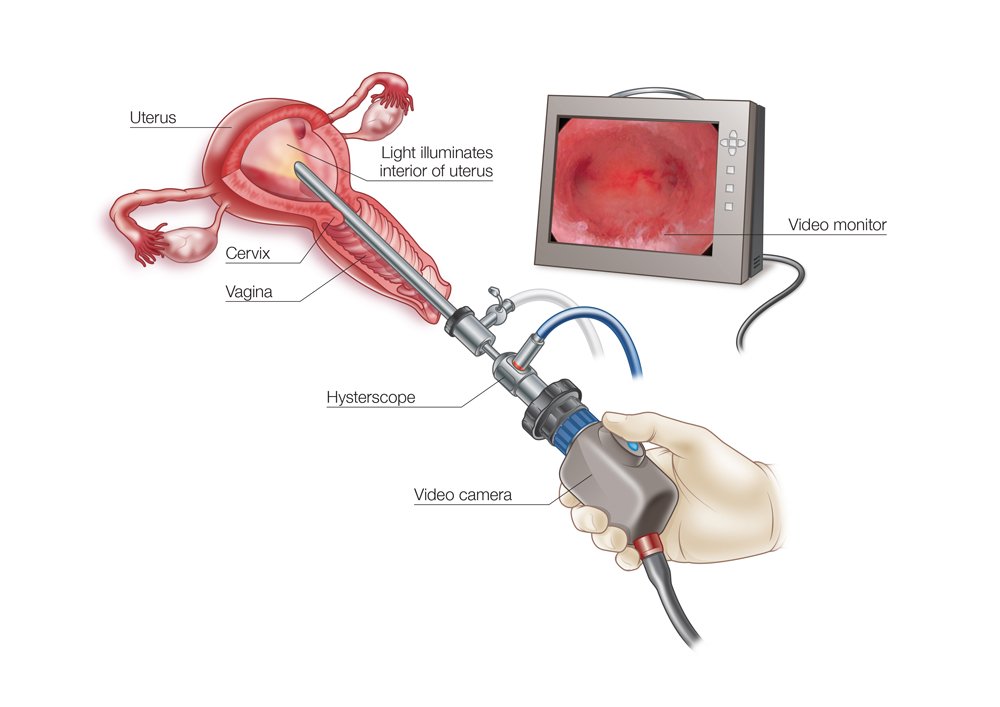 Uterus
Light illuminates
interior of uterus
Video monitor
Cervix
Vagina
Hysterscope
Video camera